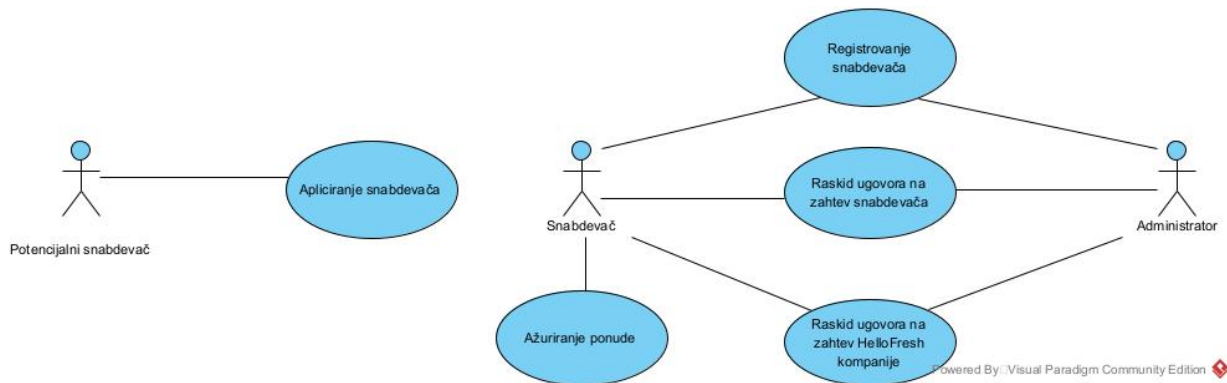 Registrovanje
snabdevača
Apliciranje snabdevača
Raskid ugovora na
zahtev snabdevača
Potencijalni snabdevač
Snabdevač
Administrator
Ažuriranje ponude
Raskid ugovora na
zahtev HelloFresh
kompanije
Powered By Visual Paradigm Community Edition